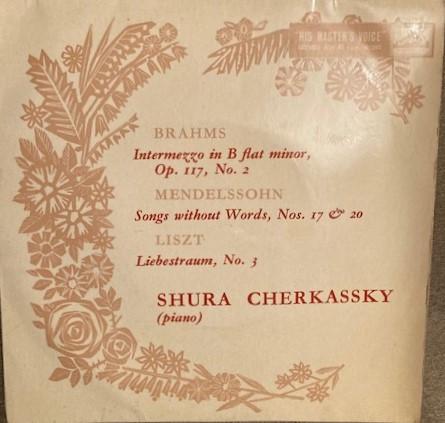 "HIS MASTER'S VOICE"
BRAHMS
Intermezzo in B flat minor,
Op. 117, No. 2
MENDELSSOHN
Songs without Words, Nos. 17 & 20
LISZT
Liebestraum, No. 3
SHURA CHERKASSKY
(piano)